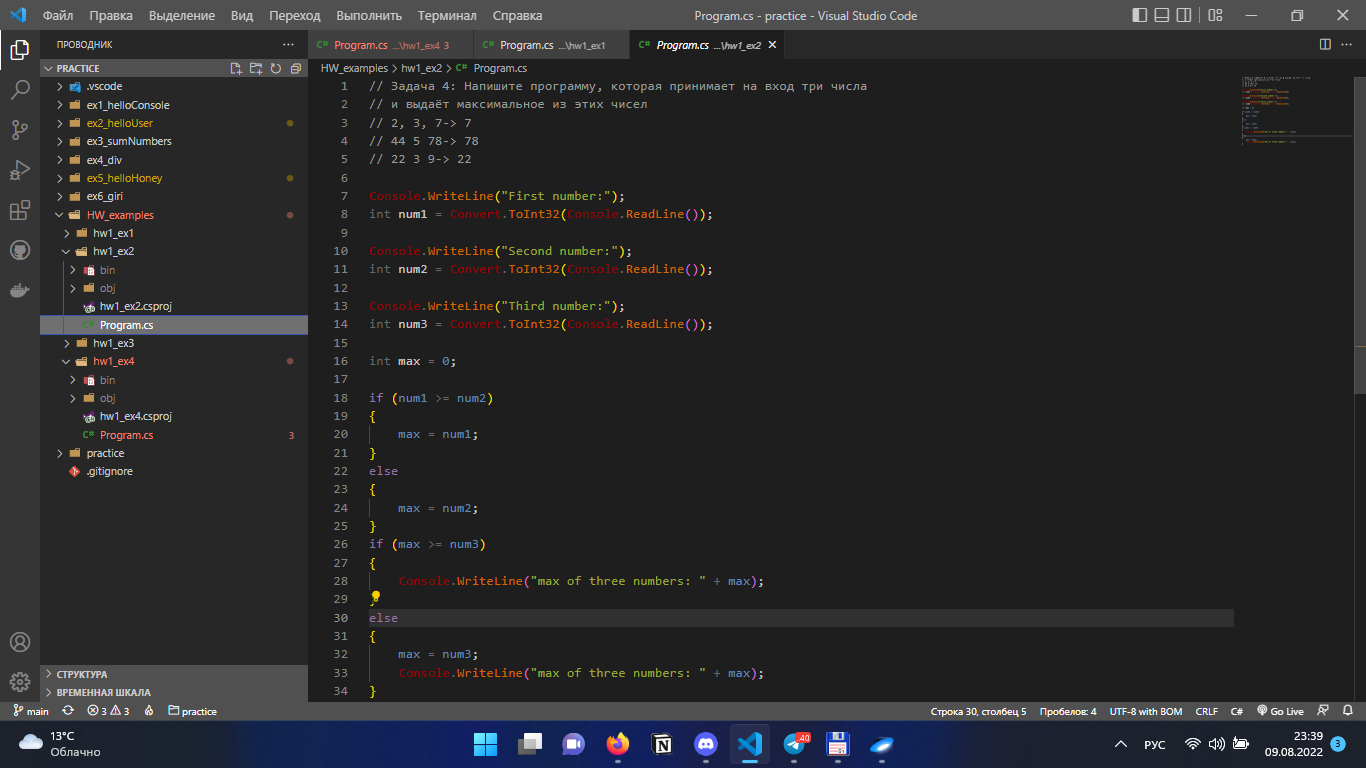 Файл Правка Выделение Вид Переход Выполнить Терминал Справка Program.cs - practice - Visual Studio Code
ПРОВОДНИК
PRACTICE
.vscode
ex1_helloConsole
ex2_helloUser
ex3_sumNumbers
ex4_div
ex5_helloHoney
ex6_giri
HW_examples
hw1_ex1
hw1_ex2
bin
obj
hw1_ex2.csproj
C# Program.cs
hw1_ex3
hw1_ex4
bin
obj
hw1_ex4.csproj
C# Program.cs 3
practice
.gitignore
СТРУКТУРА
ВРЕМЕННАЯ ШКАЛА
C# Program.cs ...\hw1_ex4 3 C# Program.cs ...\hw1_ex1 C# Program.cs ...\hw1_ex2
HW_examples > hw1_ex2 > C# Program.cs
1 // Задача 4: Напишите программу, которая принимает на вход три числа
2 // и выдаёт максимальное из этих чисел
3 // 2, 3, 7-> 7
4 // 44 5 78-> 78
5 // 22 3 9-> 22
6
7 Console.WriteLine("First number:");
8 int num1 = Convert.ToInt32(Console.ReadLine());
9
10 Console.WriteLine("Second number:");
11 int num2 = Convert.ToInt32(Console.ReadLine());
12
13 Console.WriteLine("Third number:");
14 int num3 = Convert.ToInt32(Console.ReadLine());
15
16 int max = 0;
17
18 if (num1 >= num2)
19 {
20 max = num1;
21 }
22 else
23 {
24 max = num2;
25 }
26 if (max >= num3)
27 {
28 Console.WriteLine("max of three numbers: " + max);
29 }
30 else
31 {
32 max = num3;
33 Console.WriteLine("max of three numbers: " + max);
34 }
main 3 3 practice Строка 30, столбец 5 Пробелов: 4 UTF-8 with BOM CRLF C# Go Live
13°C
Облачно
40
РУС
23:39
09.08.2022
3